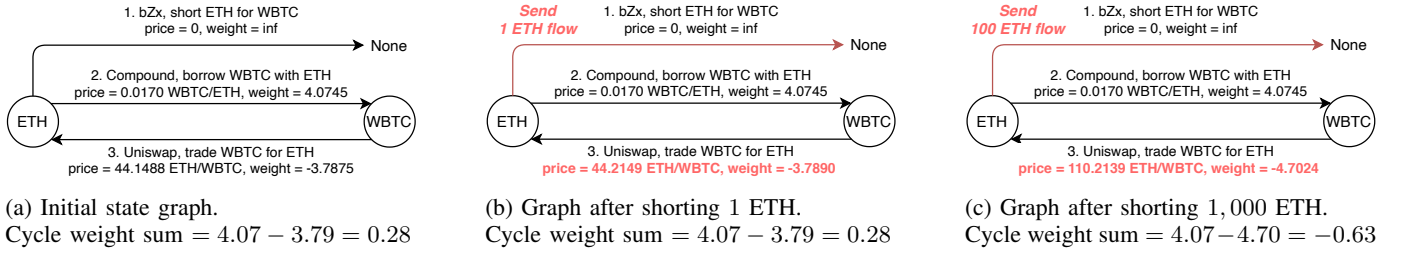 1. bZx, short ETH for WBTC
price = 0, weight = inf
None
2. Compound, borrow WBTC with ETH
price = 0.0170 WBTC/ETH, weight = 4.0745
ETH
WBTC
3. Uniswap, trade WBTC for ETH
price = 44.1488 ETH/WBTC, weight = -3.7875
(a) Initial state graph.
Cycle weight sum = 4.07 − 3.79 = 0.28
Send
1 ETH flow
1. bZx, short ETH for WBTC
price = 0, weight = inf
None
2. Compound, borrow WBTC with ETH
price = 0.0170 WBTC/ETH, weight = 4.0745
ETH
WBTC
3. Uniswap, trade WBTC for ETH
price = 44.2149 ETH/WBTC, weight = -3.7890
(b) Graph after shorting 1 ETH.
Cycle weight sum = 4.07 − 3.79 = 0.28
Send
100 ETH flow
1. bZx, short ETH for WBTC
price = 0, weight = inf
None
2. Compound, borrow WBTC with ETH
price = 0.0170 WBTC/ETH, weight = 4.0745
ETH
WBTC
3. Uniswap, trade WBTC for ETH
price = 110.2139 ETH/WBTC, weight = -4.7024
(c) Graph after shorting 1,000 ETH.
Cycle weight sum = 4.07−4.70 = −0.63